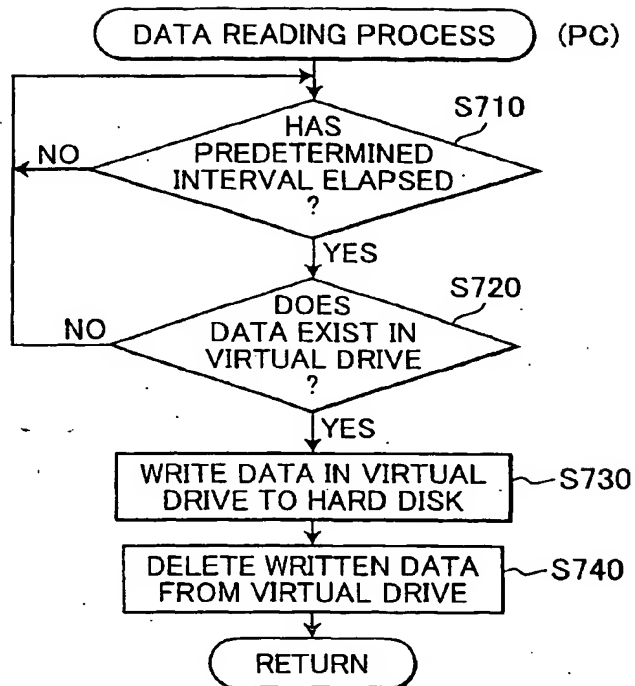 DATA READING PROCESS (PC)
S710
HAS
PREDETERMINED
INTERVAL ELAPSED
?
NO
YES
S720
DOES
DATA EXIST IN
VIRTUAL DRIVE
?
NO
YES
WRITE DATA IN VIRTUAL
DRIVE TO HARD DISK
S730
DELETE WRITTEN DATA
FROM VIRTUAL DRIVE
S740
RETURN